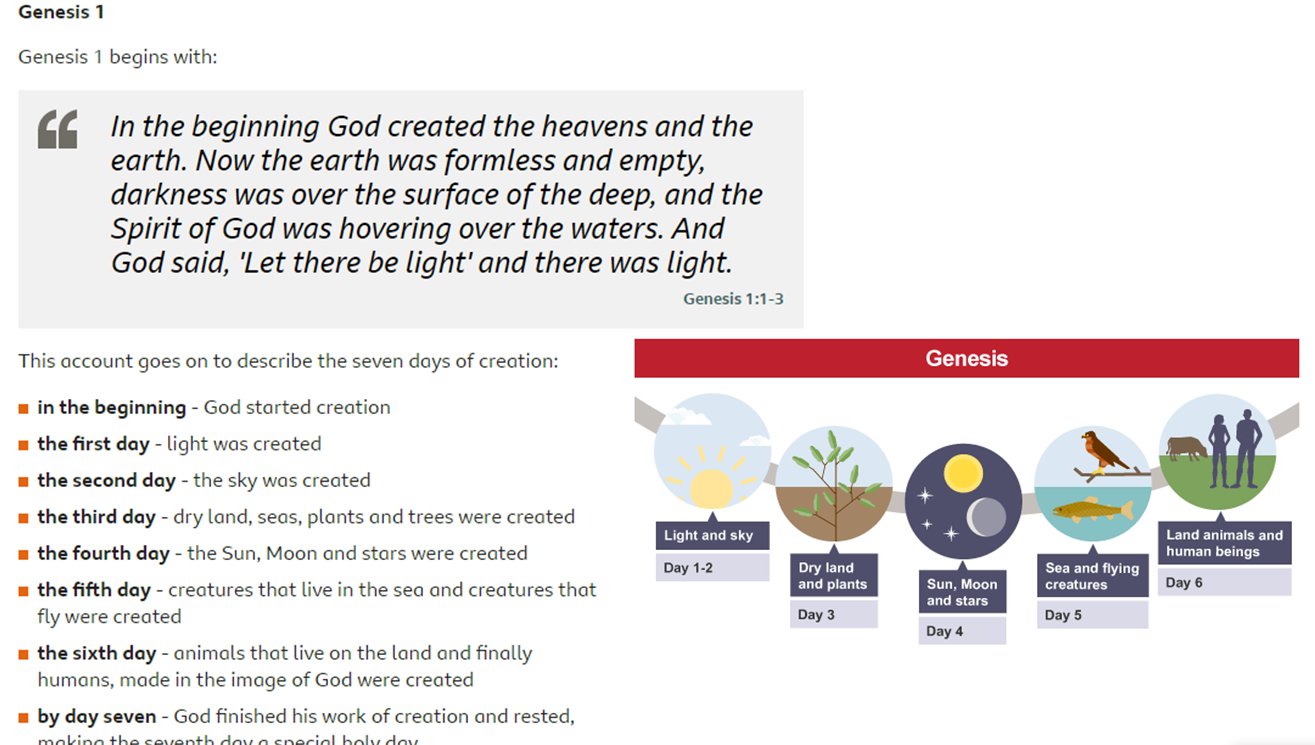 Genesis 1
Genesis 1 begins with:
“
In the beginning God created the heavens and the
earth. Now the earth was formless and empty,
darkness was over the surface of the deep, and the
Spirit of God was hovering over the waters. And
God said, 'Let there be light' and there was light.
Genesis 1:1-3
This account goes on to describe the seven days of creation:
■ in the beginning - God started creation
■ the first day - light was created
■ the second day - the sky was created
■ the third day - dry land, seas, plants and trees were created
■ the fourth day - the Sun, Moon and stars were created
■ the fifth day - creatures that live in the sea and creatures that
fly were created
■ the sixth day - animals that live on the land and finally
humans, made in the image of God were created
■ by day seven - God finished his work of creation and rested,
making the seventh day a special holy day
Genesis
Light and sky
Day 1-2
Dry land
and plants
Day 3
Sun, Moon
and stars
Day 4
Sea and flying
creatures
Day 5
Land animals and
human beings
Day 6